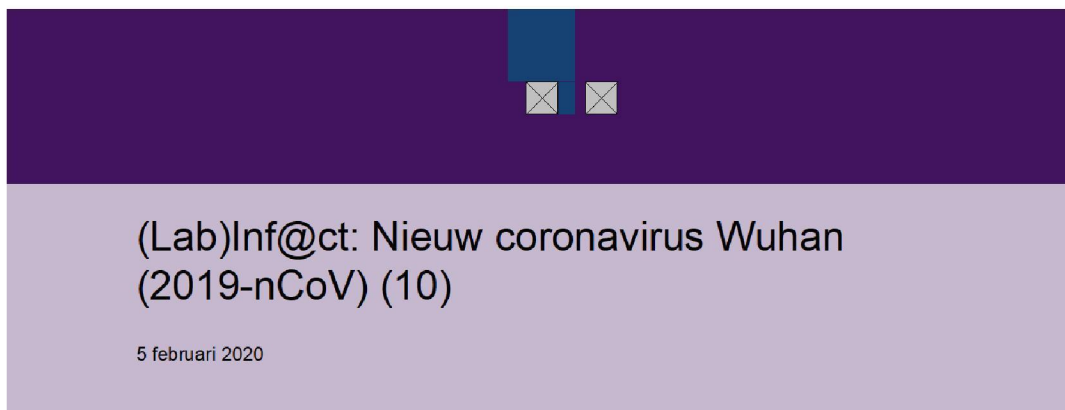 (Lab)Inf@ct: Nieuw coronavirus Wuhan
(2019-nCoV) (10)
5 februari 2020